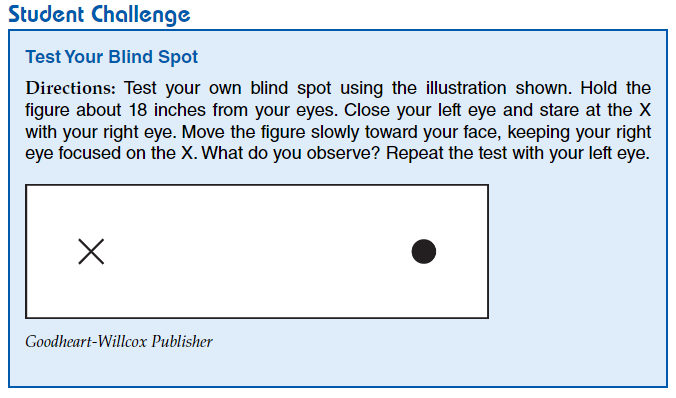 Student Challenge
Test Your Blind Spot
Directions: Test your own blind spot using the illustration shown. Hold the
figure about 18 inches from your eyes. Close your left eye and stare at the X
with your right eye. Move the figure slowly toward your face, keeping your right
eye focused on the X. What do you observe? Repeat the test with your left eye.
Goodheart-Willcox Publisher